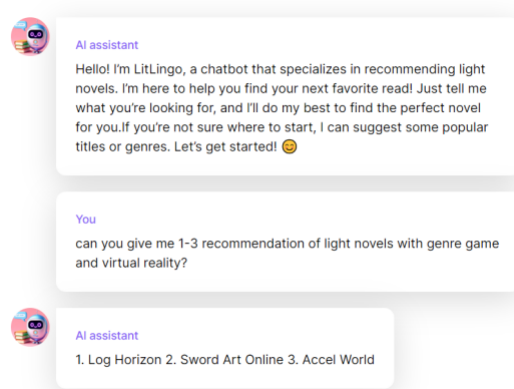 AI assistant
Hello! I'm LitLingo, a chatbot that specializes in recommending light
novels. I'm here to help you find your next favorite read! Just tell me
what you're looking for, and I'll do my best to find the perfect novel
for you.If you're not sure where to start, I can suggest some popular
titles or genres. Let's get started! 😊
You
can you give me 1-3 recommendation of light novels with genre game
and virtual reality?
AI assistant
1. Log Horizon 2. Sword Art Online 3. Accel World